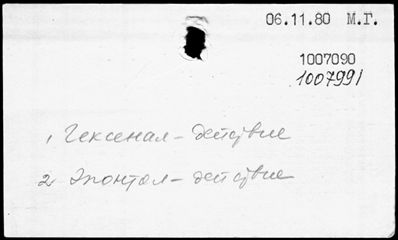 06.11.80 М.Г.
1007090
1007991
1 Гексенал – действие
2 Эпонтол – действие